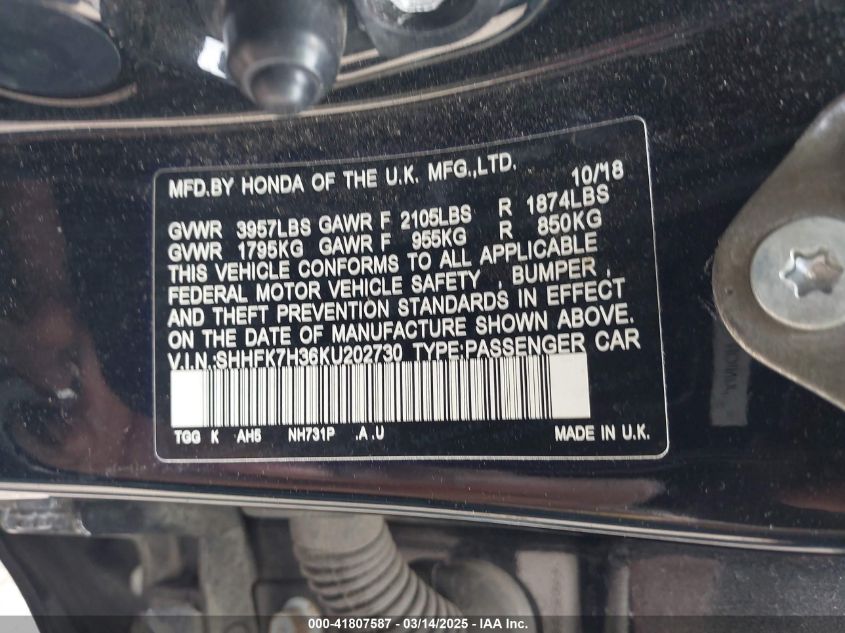 MFD.BY HONDA OF THE U.K. MFG.,LTD. 10/18
GVWR 3957LBS GAWR F 2105LBS R 1874LBS
GVWR 1795KG GAWR F 955KG R 850KG
THIS VEHICLE CONFORMS TO ALL APPLICABLE
FEDERAL MOTOR VEHICLE SAFETY , BUMPER ,
AND THEFT PREVENTION STANDARDS IN EFFECT
ON THE DATE OF MANUFACTURE SHOWN ABOVE.
V.I.N.:SHHFK7H36KU202730 TYPE:PASSENGER CAR
TGG K AH5 NH731P .A .U MADE IN U.K.
000-41807587 - 03/14/2025 - IAA Inc.